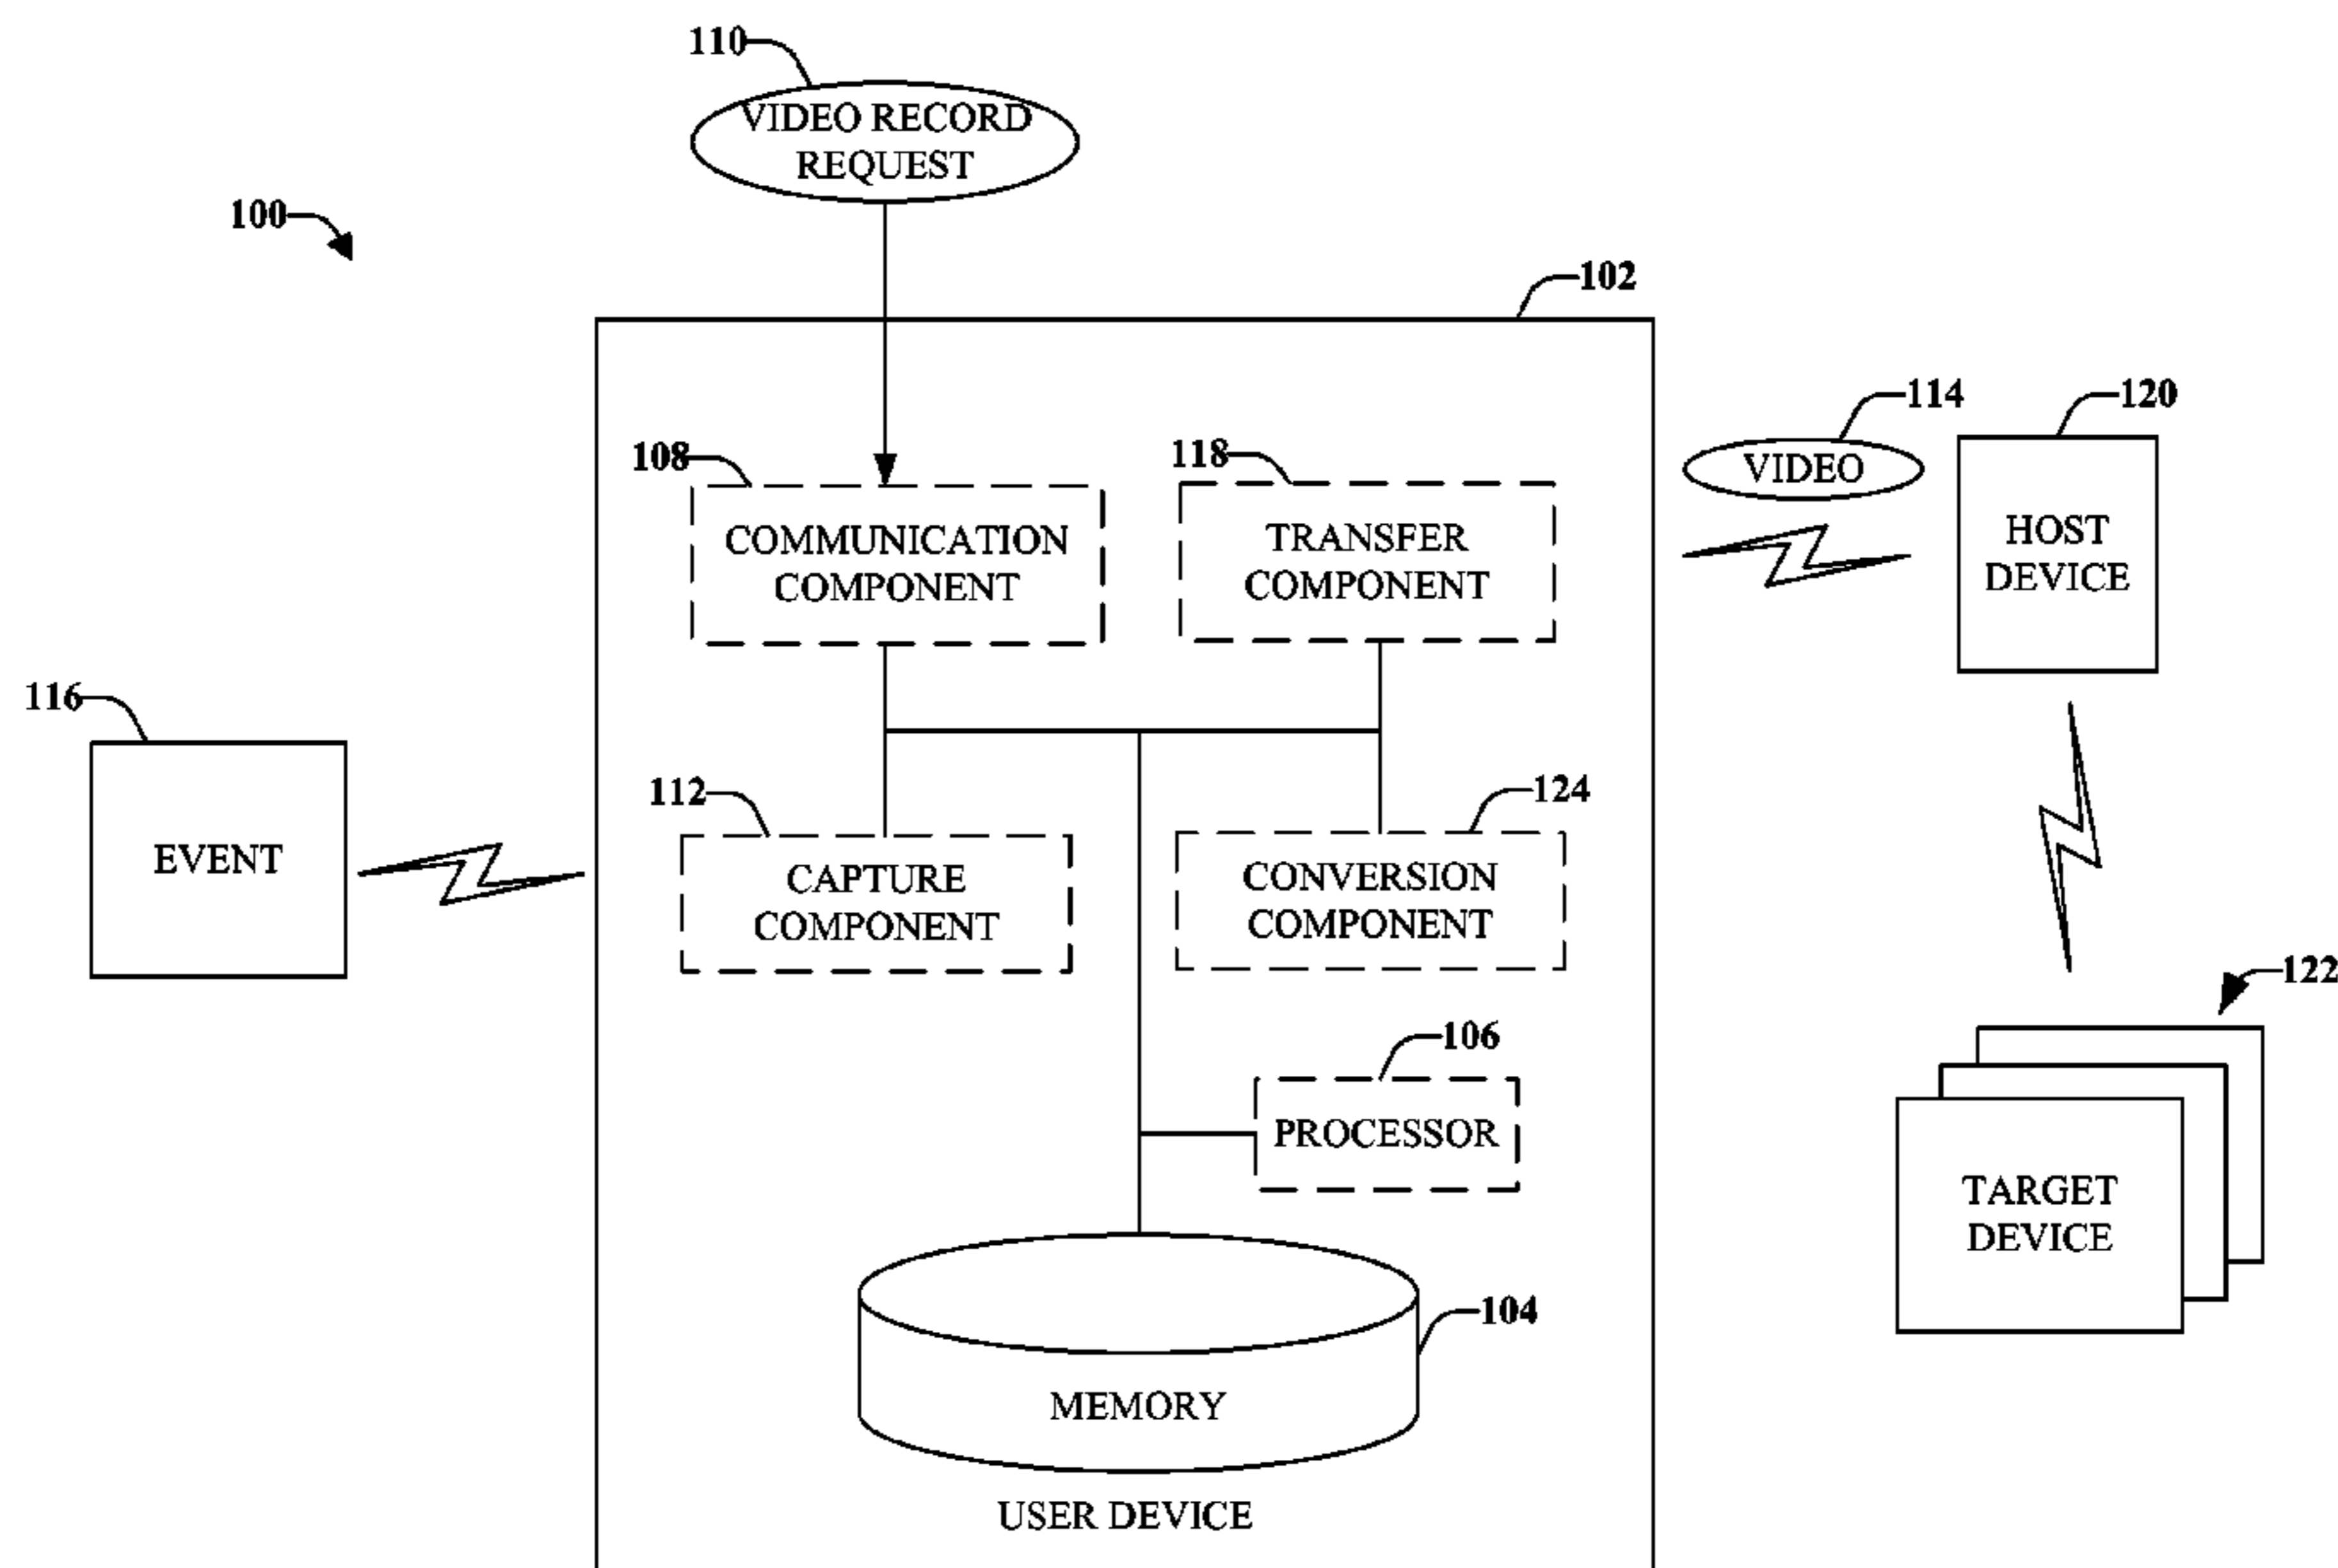 110
VIDEO RECORD
REQUEST
100
102
114
120
108
118
VIDEO
COMMUNICATION
COMPONENT
TRANSFER
COMPONENT
HOST
DEVICE
116
112
124
EVENT
CAPTURE
COMPONENT
CONVERSION
COMPONENT
122
106
PROCESSOR
TARGET
DEVICE
104
MEMORY
USER DEVICE